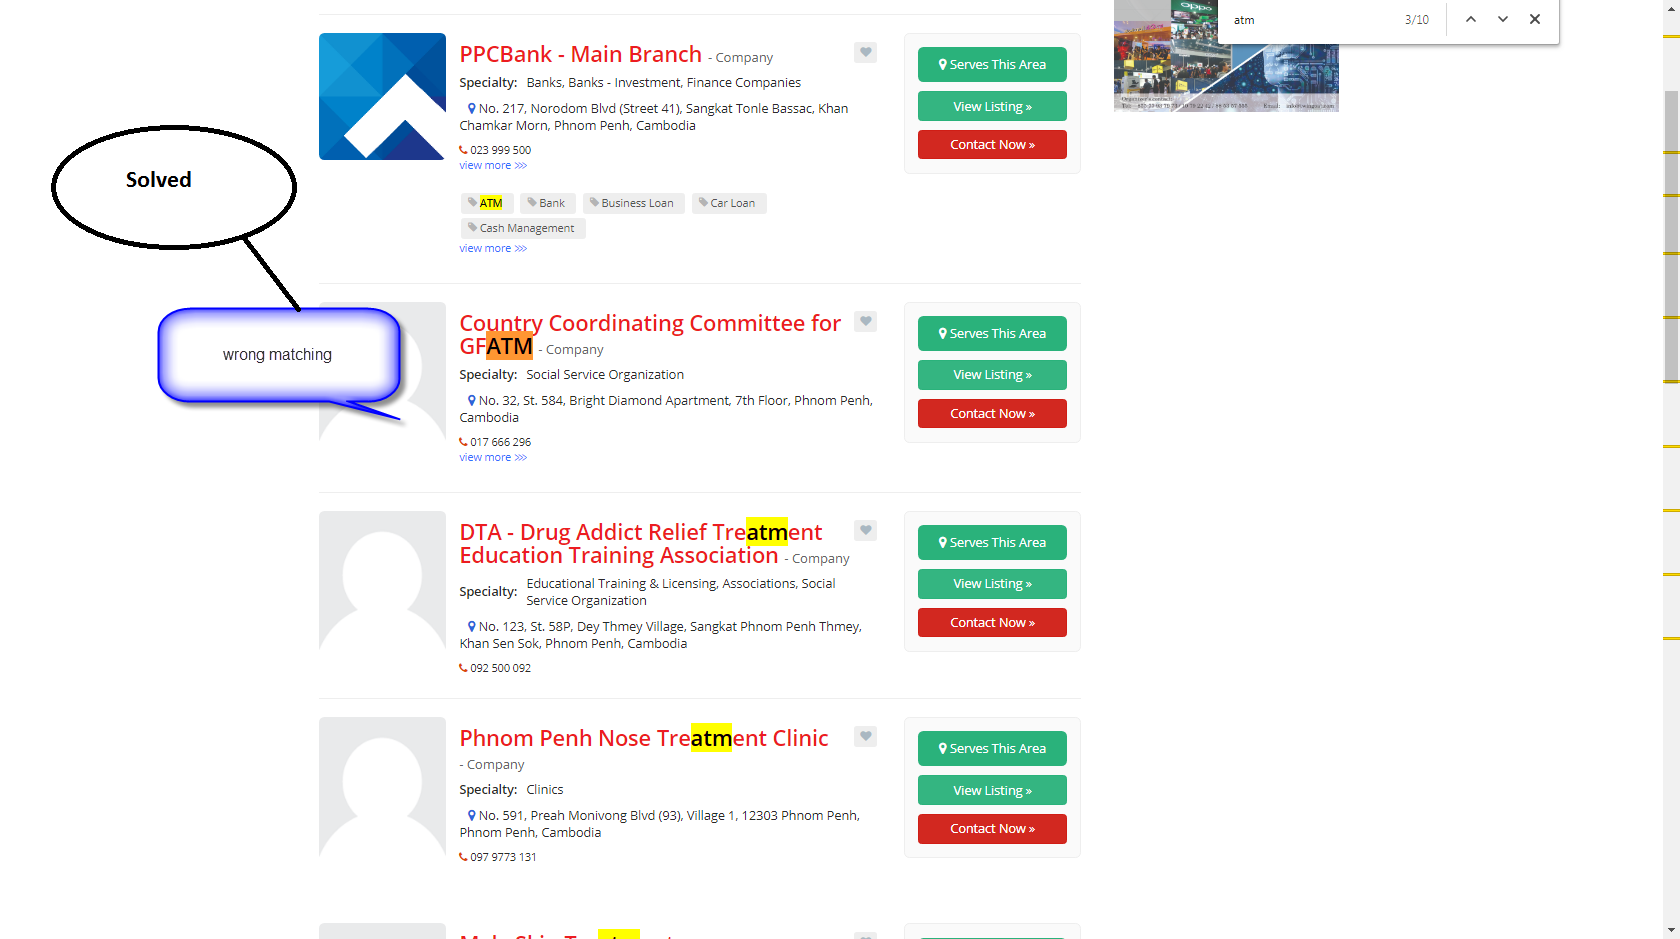 atm 3/10
oppo
PPCBank - Main Branch - Company
Specialty: Banks, Banks - Investment, Finance Companies
No. 217, Norodom Blvd (Street 41), Sangkat Tonle Bassac, Khan
Chamkar Morn, Phnom Penh, Cambodia
023 999 500
view more >>>
ATM Bank Business Loan Car Loan
Cash Management
view more >>>
Serves This Area
View Listing »
Contact Now »
Solved
wrong matching
Country Coordinating Committee for
GFATM - Company
Specialty: Social Service Organization
No. 32, St. 584, Bright Diamond Apartment, 7th Floor, Phnom Penh,
Cambodia
017 666 296
view more >>>
Serves This Area
View Listing »
Contact Now »
DTA - Drug Addict Relief Treatment
Education Training Association - Company
Specialty: Educational Training & Licensing, Associations, Social
Service Organization
No. 123, St. 58P, Dey Thmey Village, Sangkat Phnom Penh Thmey,
Khan Sen Sok, Phnom Penh, Cambodia
092 500 092
Serves This Area
View Listing »
Contact Now »
Phnom Penh Nose Treatment Clinic
- Company
Specialty: Clinics
No. 591, Preah Monivong Blvd (93), Village 1, 12303 Phnom Penh,
Phnom Penh, Cambodia
097 9773 131
Serves This Area
View Listing »
Contact Now »